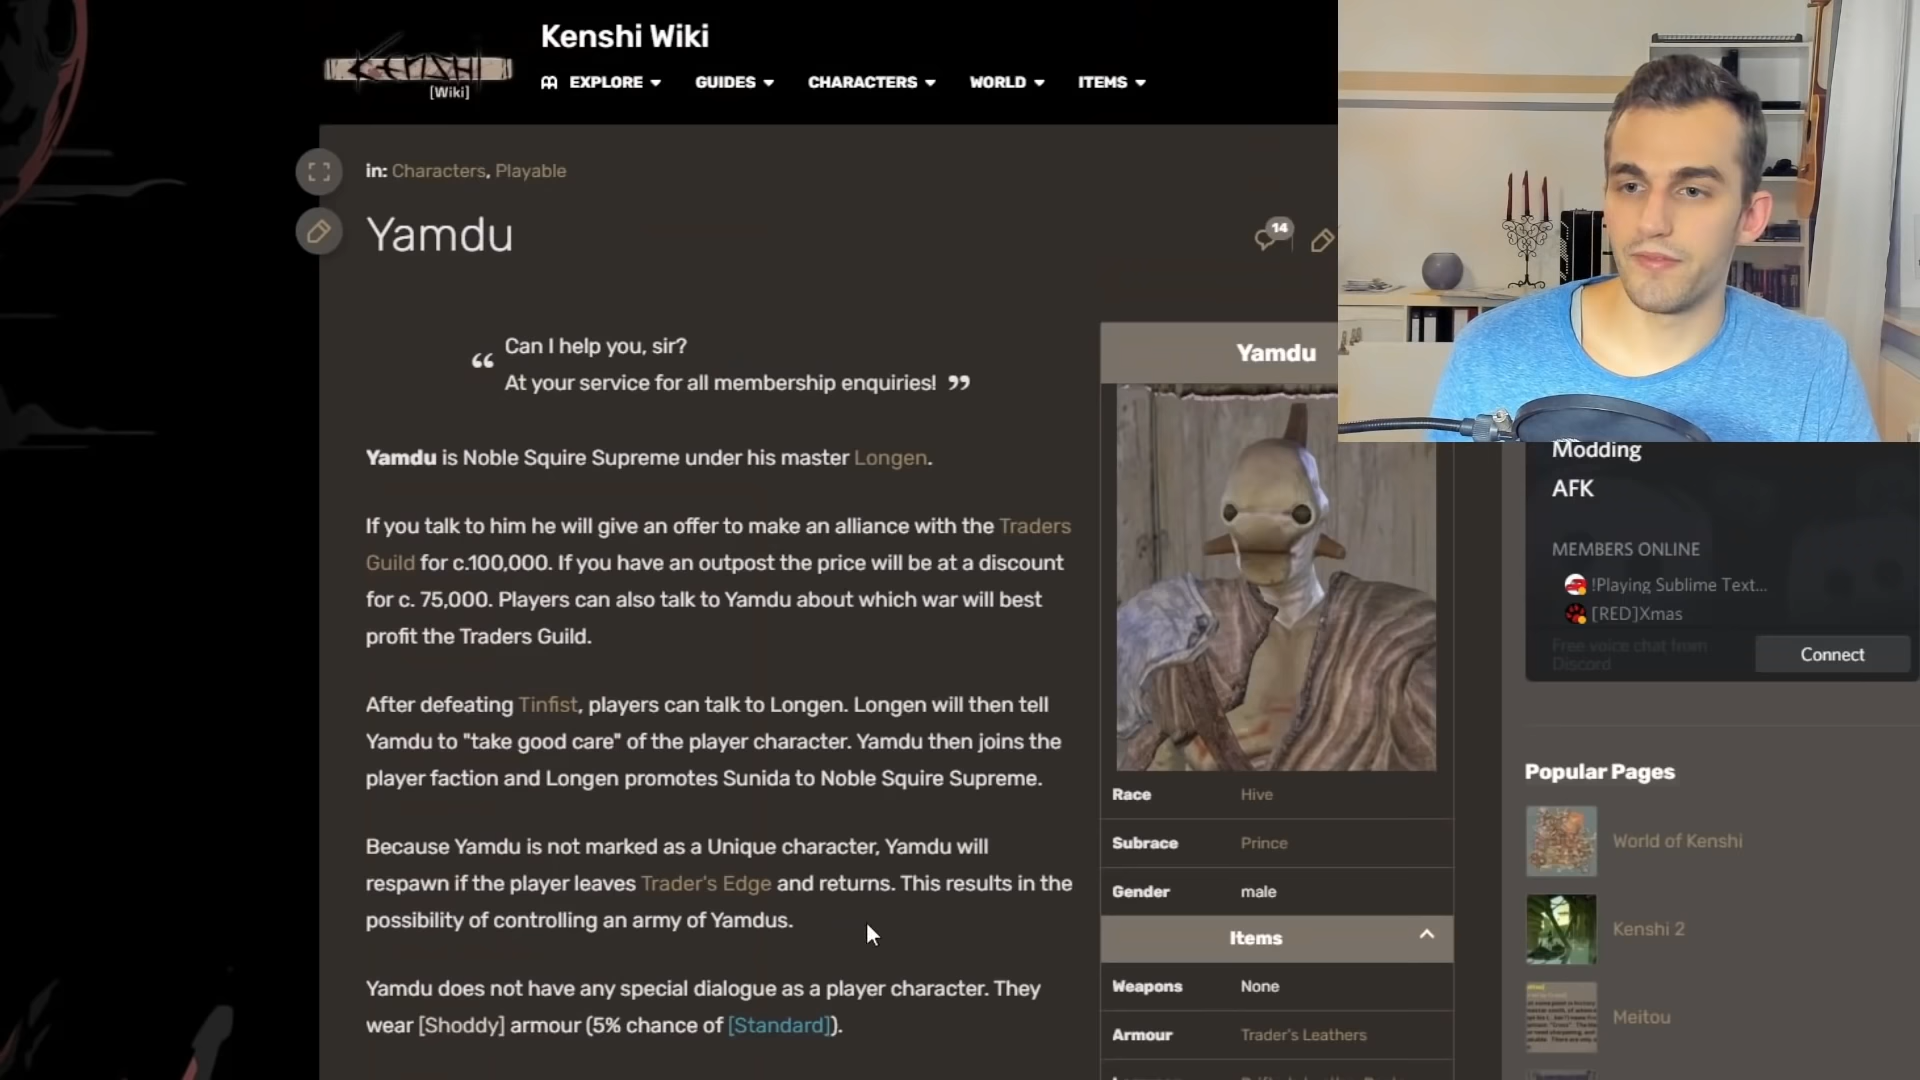 Kenshi Wiki
KENSHI
[Wiki]
EXPLORE
GUIDES
CHARACTERS
WORLD
ITEMS
in: Characters, Playable
Yamdu
14
“ Can I help you, sir?
At your service for all membership enquiries! ”
Yamdu is Noble Squire Supreme under his master Longen.
If you talk to him he will give an offer to make an alliance with the Traders
Guild for c.100,000. If you have an outpost the price will be at a discount
for c. 75,000. Players can also talk to Yamdu about which war will best
profit the Traders Guild.
After defeating Tinfist, players can talk to Longen. Longen will then tell
Yamdu to "take good care" of the player character. Yamdu then joins the
player faction and Longen promotes Sunida to Noble Squire Supreme.
Because Yamdu is not marked as a Unique character, Yamdu will
respawn if the player leaves Trader's Edge and returns. This results in the
possibility of controlling an army of Yamdus.
Yamdu does not have any special dialogue as a player character. They
wear [Shoddy] armour (5% chance of [Standard]).
Yamdu
Race Hive
Subrace Prince
Gender male
Items
Weapons None
Armour Trader's Leathers
Modding
AFK
MEMBERS ONLINE
!Playing Sublime Text...
[RED]Xmas
Free voice chat from
Discord
Connect
Popular Pages
World of Kenshi
Kenshi 2
Meitou